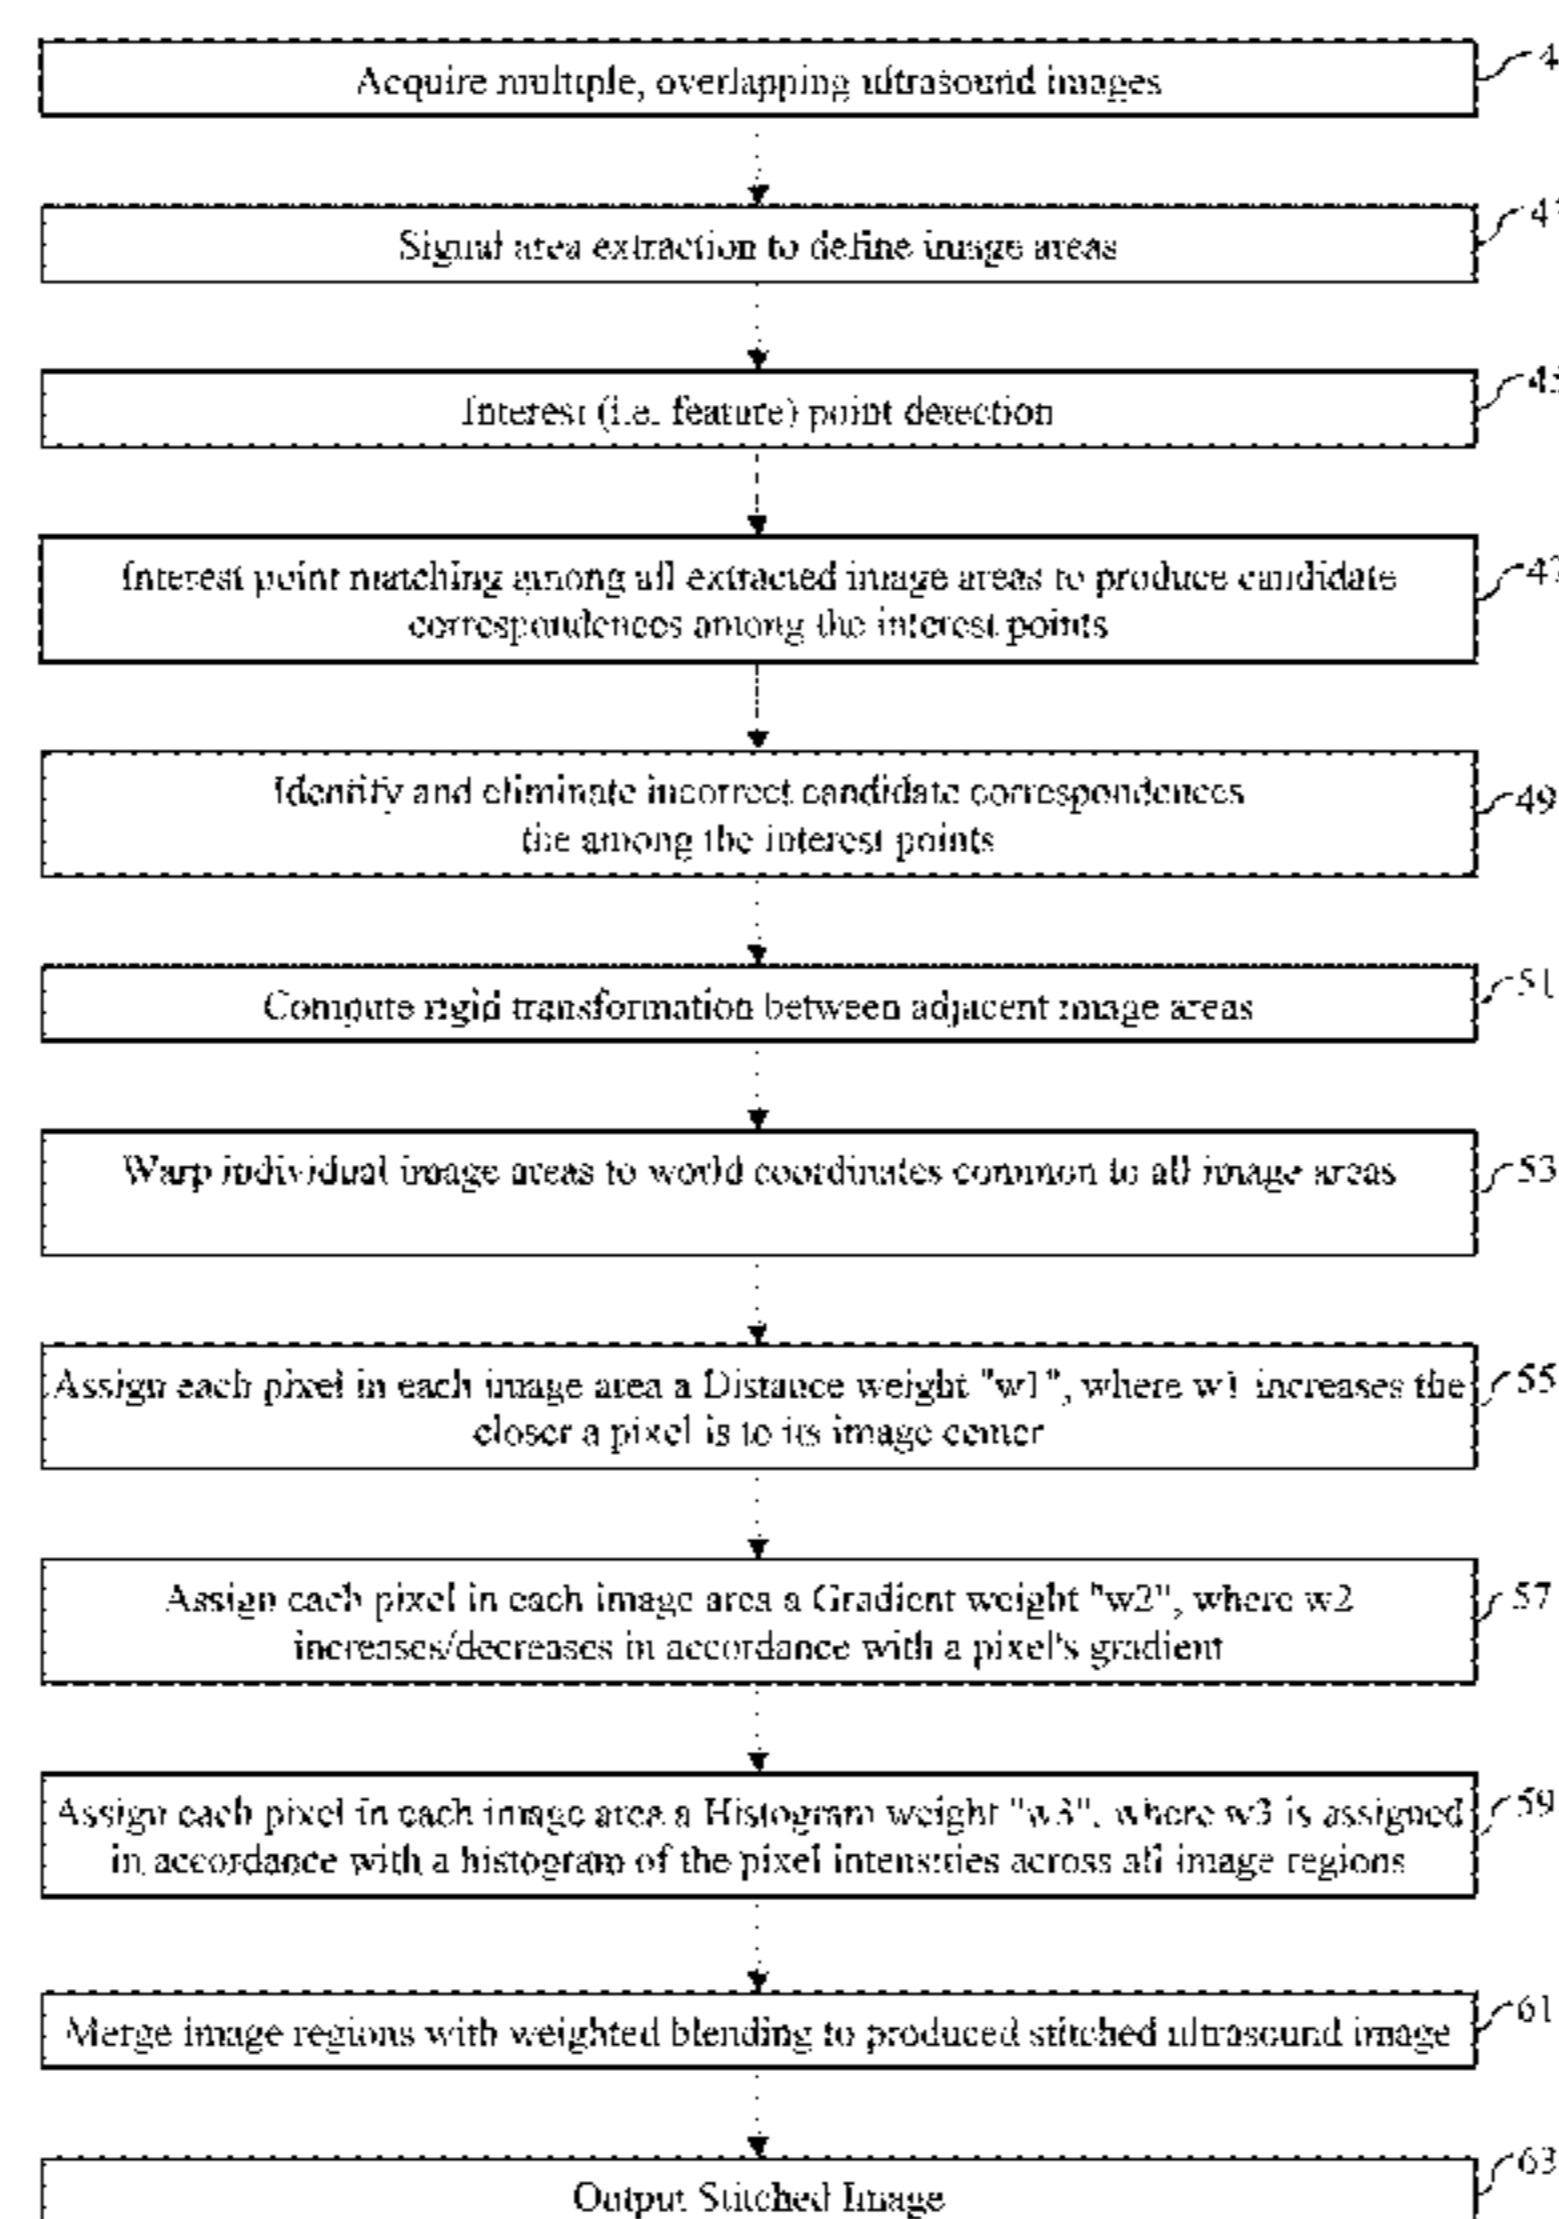 Acquire multiple, overlapping ultrasound images
4
Signal area extraction to define image areas
Interest (i.e. feature) point detection
Interest point matching among all extracted image areas to produce candidate
correspondences among the interest points
Identify and eliminate incorrect candidate correspondences
the among the interest points
49
Compute rigid transformation between adjacent image areas
51
Warp individual image areas to world coordinates common to all image areas
53
Assign each pixel in each image area a Distance weight "w1", where w1 increases the
closer a pixel is to its image center
55
Assign each pixel in each image area a Gradient weight "w2", where w2
increases/decreases in accordance with a pixel's gradient
57
Assign each pixel in each image area a Histogram weight "w3", where w3 is assigned
in accordance with a histogram of the pixel intensities across all image regions
59
Merge image regions with weighted blending to produced stitched ultrasound image
61
Output Stitched Image
63